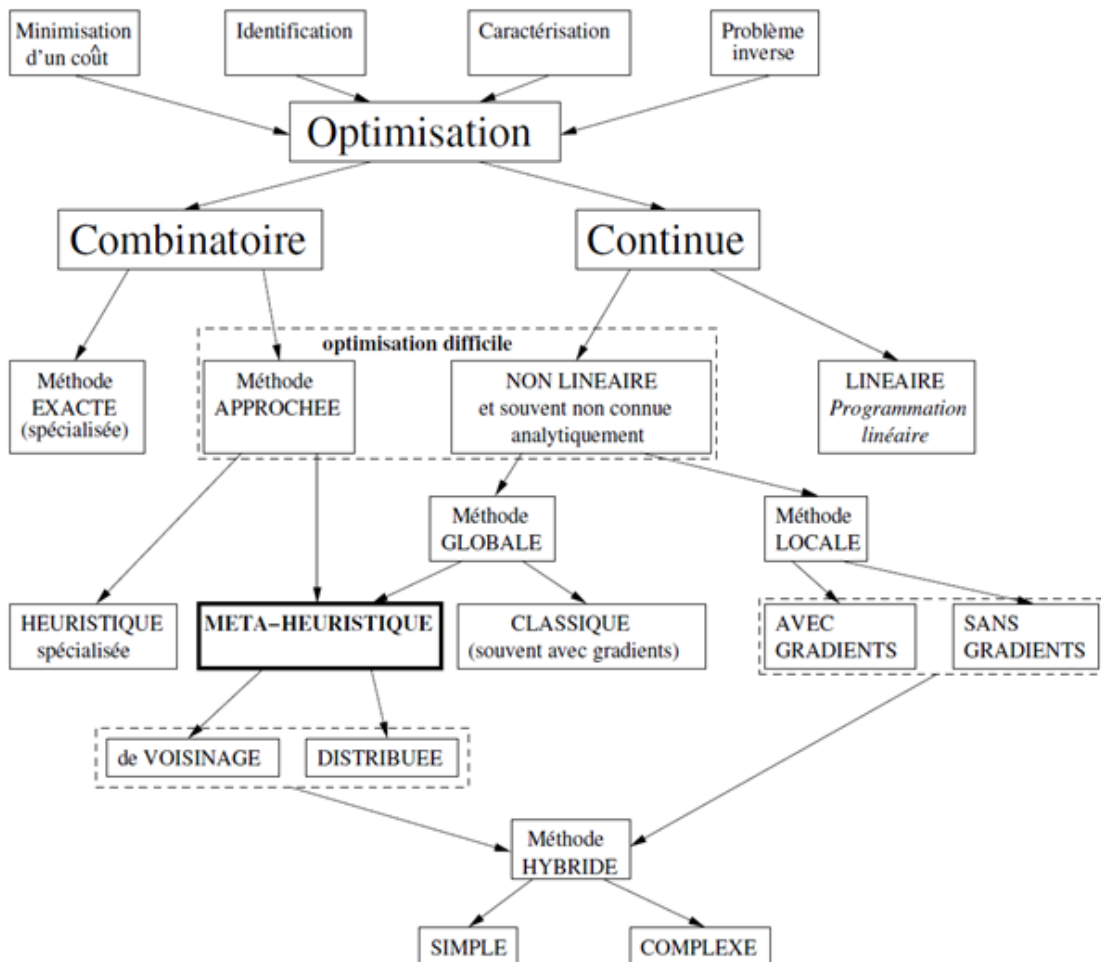 Minimisation
d'un coût
Identification
Caractérisation
Problème
inverse
Optimisation
Combinatoire
Continue
optimisation difficile
Méthode
EXACTE
(spécialisée)
Méthode
APPROCHEE
NON LINEAIRE
et souvent non connue
analytiquement
LINEAIRE
Programmation
linéaire
Méthode
GLOBALE
Méthode
LOCALE
HEURISTIQUE
spécialisée
META-HEURISTIQUE
CLASSIQUE
(souvent avec gradients)
AVEC
GRADIENTS
SANS
GRADIENTS
de VOISINAGE
DISTRIBUEE
Méthode
HYBRIDE
SIMPLE
COMPLEXE